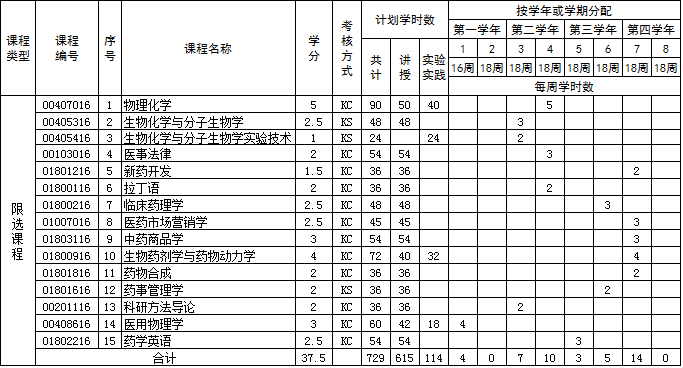 课程类型 课程编号 序号 课程名称 学分 考核方式 计划学时数 按学年或学期分配
共计 讲授 实验实践 第一学年 第二学年 第三学年 第四学年
1 2 3 4 5 6 7 8
16周 18周 18周 18周 18周 18周 18周 18周
每周学时数
限选课程
00407016 1 物理化学 5 KC 90 50 40 5
00405316 2 生物化学与分子生物学 2.5 KS 48 48 3
00405416 3 生物化学与分子生物学实验技术 1 KS 24 24 2
00103016 4 医事法律 2 KC 54 54 3
01801216 5 新药开发 1.5 KC 36 36 2
01800116 6 拉丁语 2 KC 36 36 2
01800216 7 临床药理学 2.5 KC 48 48 3
01007016 8 医药市场营销学 2.5 KC 45 45 3
01803116 9 中药商品学 3 KC 54 54 3
01800916 10 生物药剂学与药物动力学 4 KC 72 40 32 4
01801816 11 药物合成 2 KC 36 36 2
01801616 12 药事管理学 2 KS 36 36 2
00201116 13 科研方法导论 2 KC 36 36 2
00408616 14 医用物理学 3 KC 60 42 18 4
01802216 15 药学英语 2.5 KC 54 54 3
合计 37.5 729 615 114 4 0 7 10 3 5 14 0